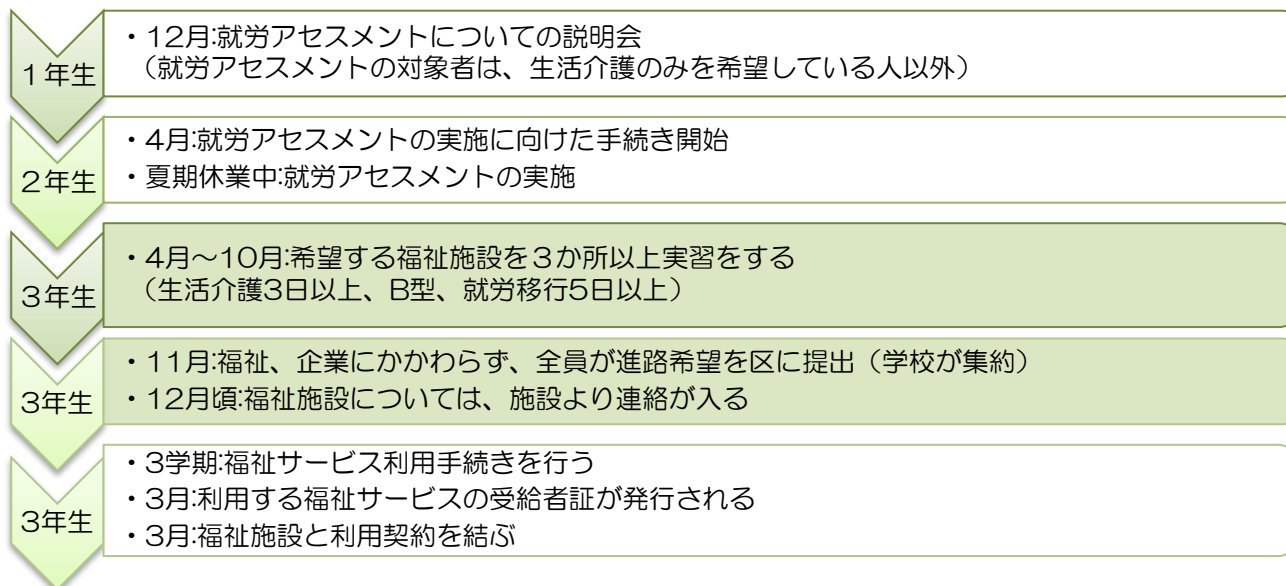 1年生
・12月:就労アセスメントについての説明会
（就労アセスメントの対象者は、生活介護のみを希望している人以外）
2年生
・4月:就労アセスメントの実施に向けた手続き開始
・夏期休業中:就労アセスメントの実施
3年生
・4月～10月:希望する福祉施設を３か所以上実習をする
（生活介護3日以上、B型、就労移行5日以上）
3年生
・11月:福祉、企業にかかわらず、全員が進路希望を区に提出（学校が集約）
・12月頃:福祉施設については、施設より連絡が入る
3年生
・3学期:福祉サービス利用手続きを行う
・3月:利用する福祉サービスの受給者証が発行される
・3月:福祉施設と利用契約を結ぶ